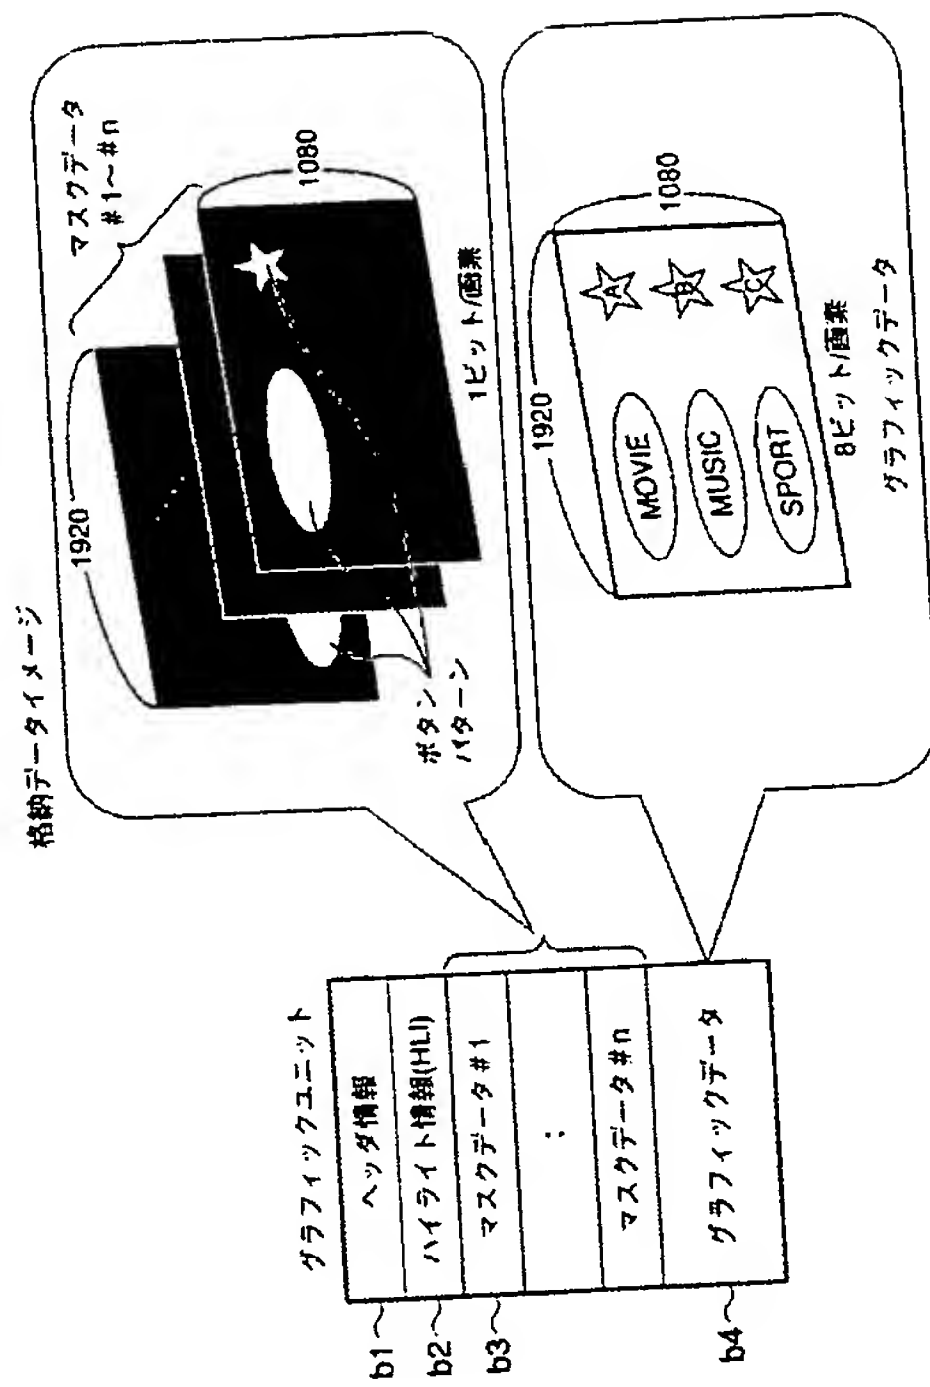 格納データイメージ
マスクデータ
#1～#n
1920
1080
ボタン
パターン
1ビット/画素
1920
1080
MOVIE
MUSIC
SPORT
A
B
C
8ビット/画素
グラフィックデータ
グラフィックユニット
b1
ヘッダ情報
b2
ハイライト情報(HLI)
b3
マスクデータ#1
:
マスクデータ#n
b4
グラフィックデータ